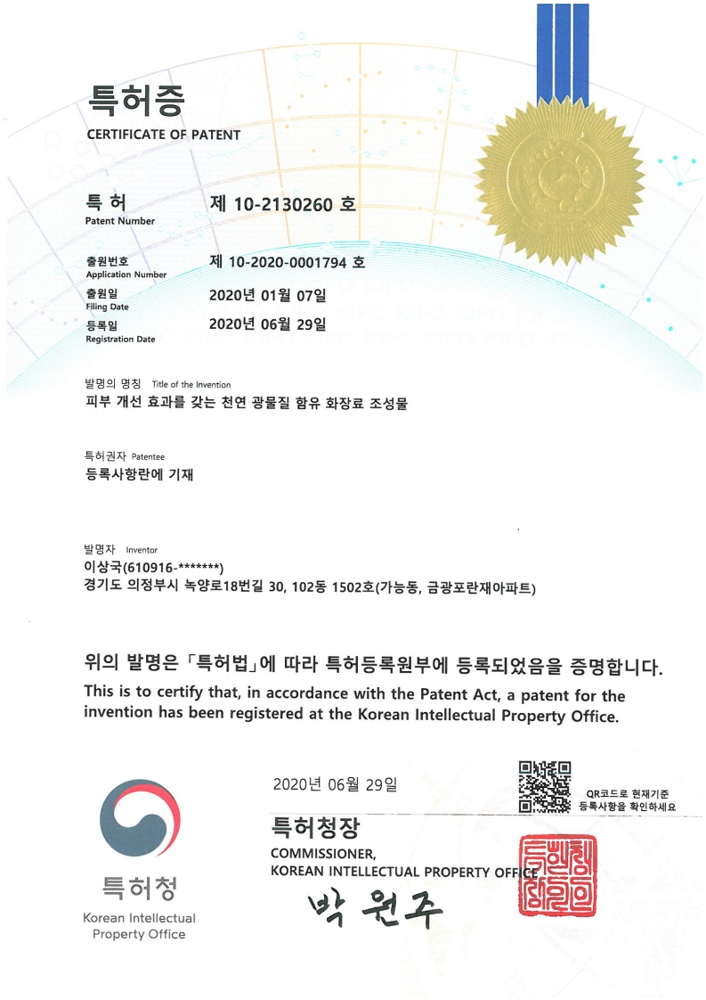 특허증
CERTIFICATE OF PATENT
특 허 제 10-2130260 호
Patent Number
출원번호 제 10-2020-0001794 호
Application Number
출원일 2020년 01월 07일
Filing Date
등록일 2020년 06월 29일
Registration Date
발명의 명칭 Title of the Invention
피부 개선 효과를 갖는 천연 광물질 함유 화장료 조성물
특허권자 Patentee
등록사항란에 기재
발명자 Inventor
이상국(610916-*******)
경기도 의정부시 녹양로18번길 30, 102동 1502호(가능동, 금광포란재아파트)
위의 발명은 「특허법」에 따라 특허등록원부에 등록되었음을 증명합니다.
This is to certify that, in accordance with the Patent Act, a patent for the
invention has been registered at the Korean Intellectual Property Office.
2020년 06월 29일
QR코드로 현재기준
등록사항을 확인하세요
특허청장
COMMISSIONER,
KOREAN INTELLECTUAL PROPERTY OFFICE
박 원 주
특허청
Korean Intellectual
Property Office